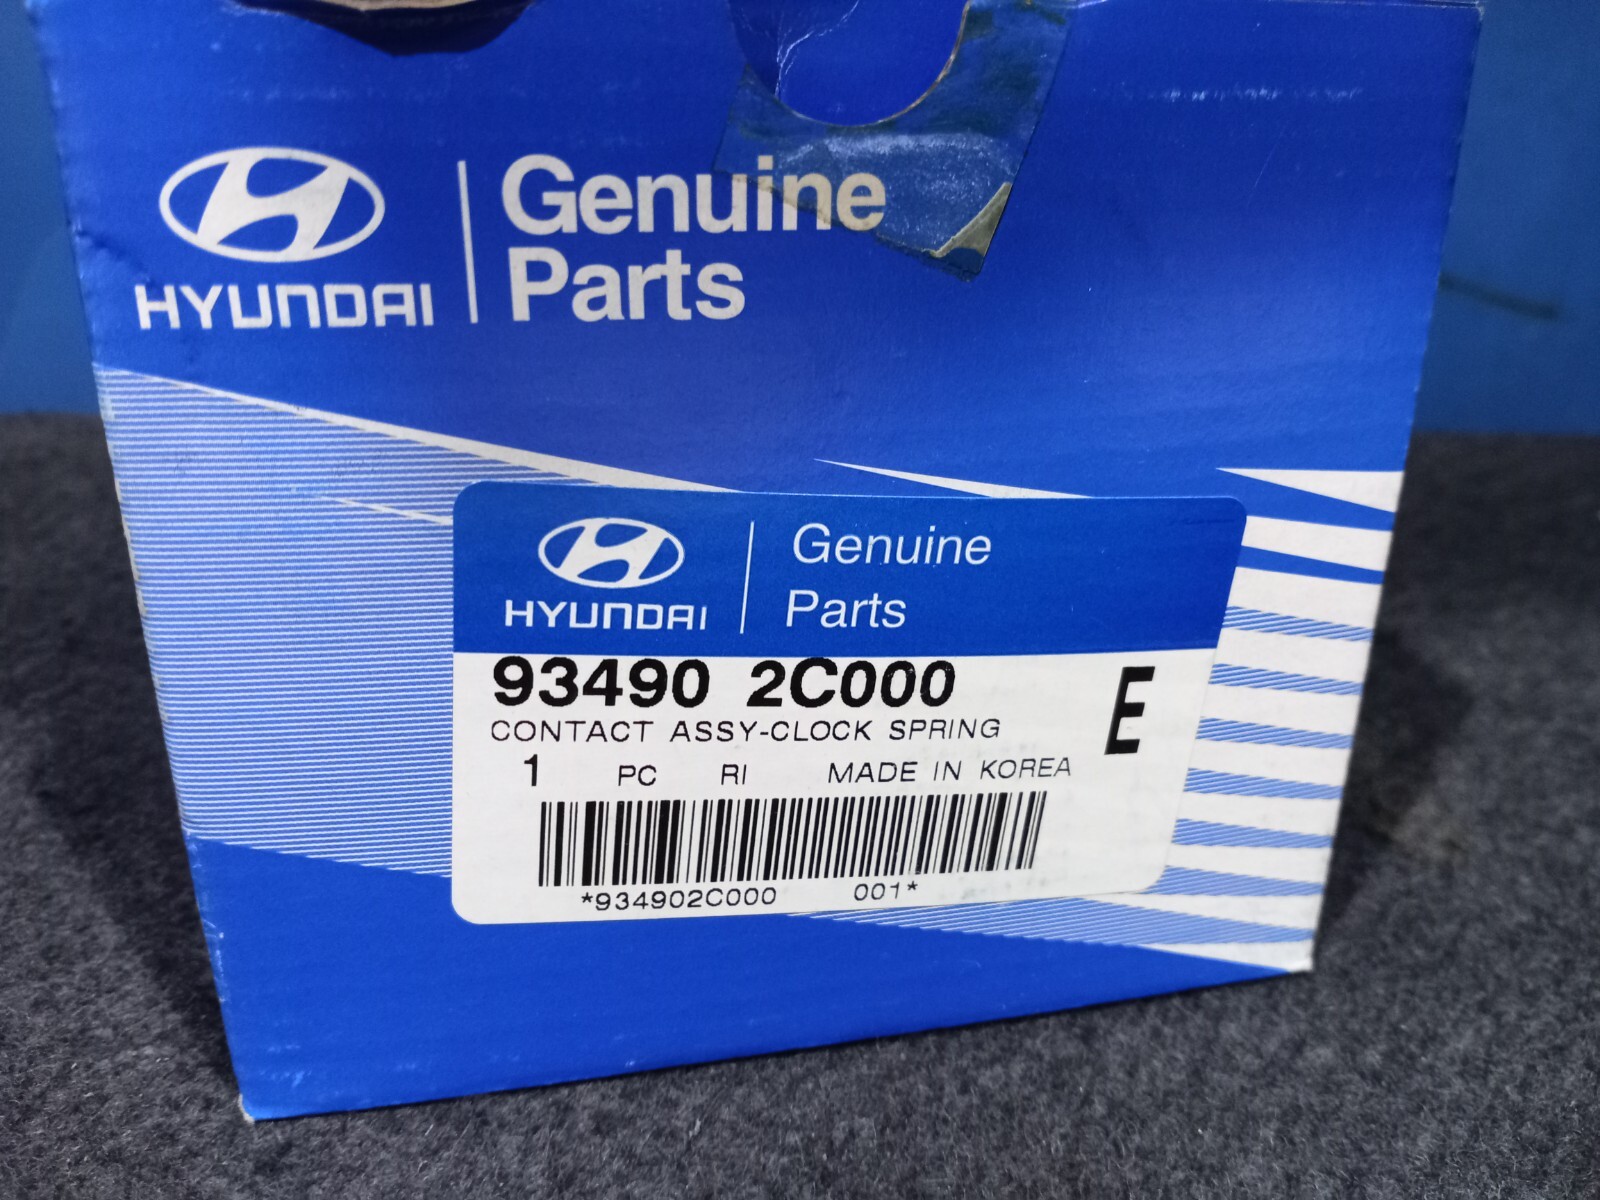 HYUNDAI
Genuine
Parts
HYUNDAI
Genuine
Parts
93490 2C000
E
CONTACT ASSY-CLOCK SPRING
1 PC RI MADE IN KOREA
*934902C000 001*